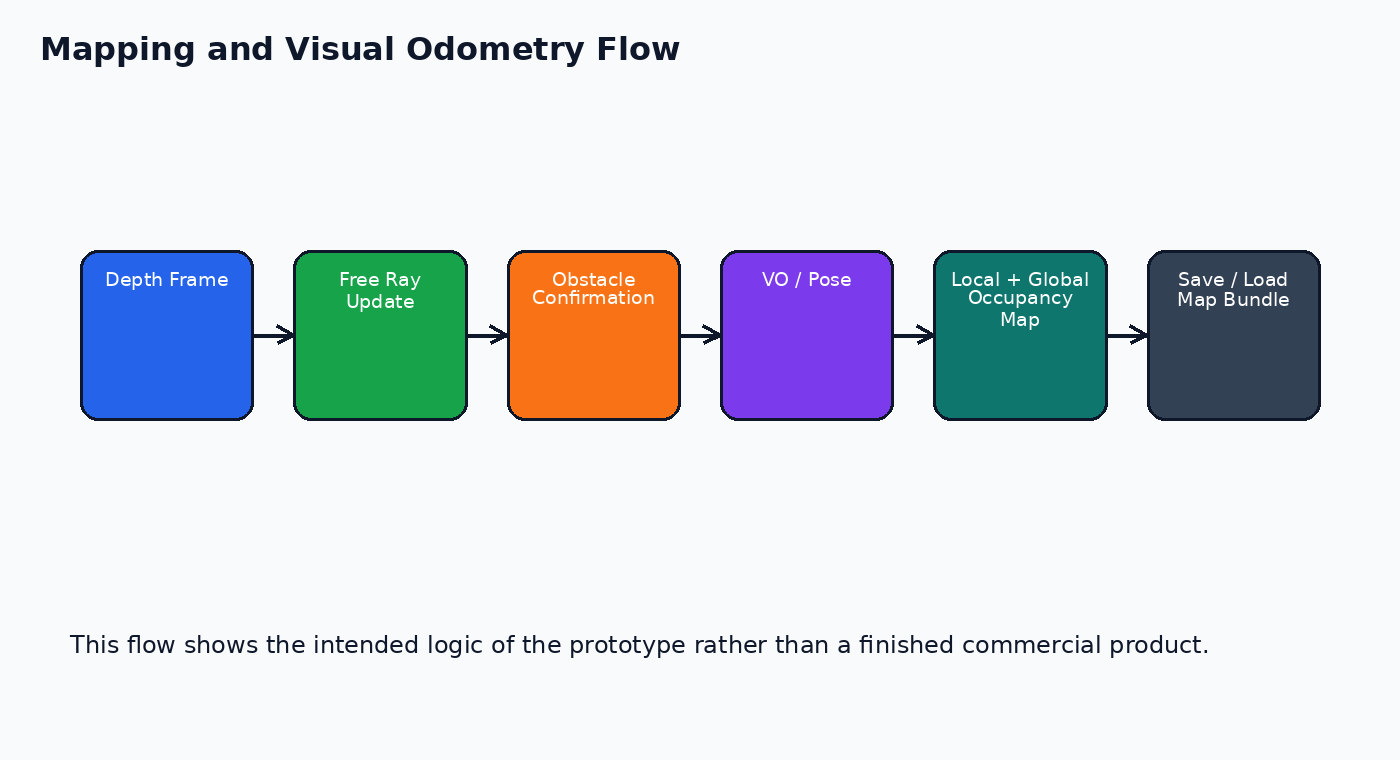 Mapping and Visual Odometry Flow
Depth Frame
Free Ray
Update
Obstacle
Confirmation
VO / Pose
Local + Global
Occupancy
Map
Save / Load
Map Bundle
This flow shows the intended logic of the prototype rather than a finished commercial product.